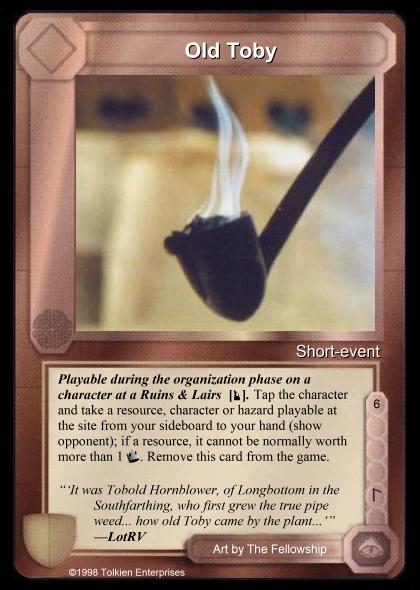 Old Toby
Short-event
Playable during the organization phase on a
character at a Ruins & Lairs [ ]. Tap the character
and take a resource, character or hazard playable at
the site from your sideboard to your hand (show
opponent); if a resource, it cannot be normally worth
more than 1 . Remove this card from the game.
6
“‘It was Tobold Hornblower, of Longbottom in the
Southfarthing, who first grew the true pipe
weed... how old Toby came by the plant...’”
—LotRV
Art by The Fellowship
©1998 Tolkien Enterprises